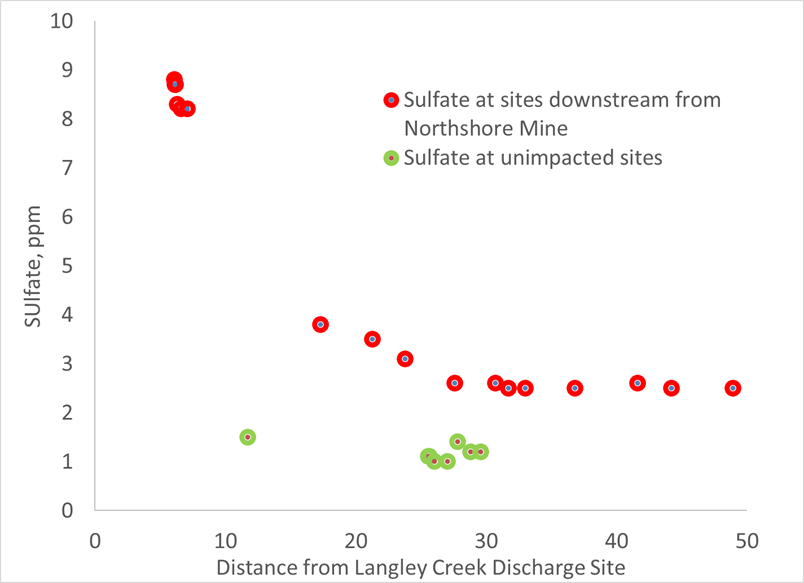 10
9
8
7
6
5
4
3
2
1
0
SUlfate, ppm
Sulfate at sites downstream from
Northshore Mine
Sulfate at unimpacted sites
0 10 20 30 40 50
Distance from Langley Creek Discharge Site